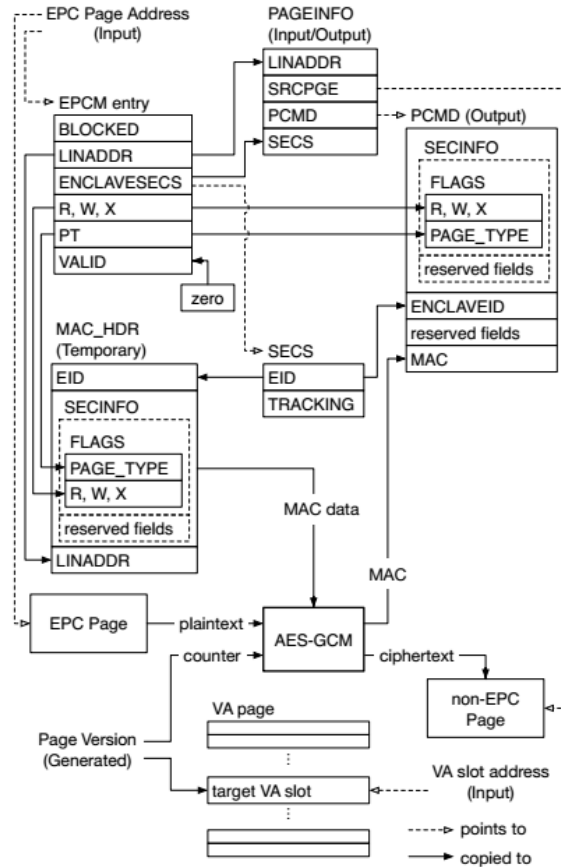 EPC Page Address
(Input)
PAGEINFO
(Input/Output)
LINADDR
SRCPGE
PCMD
SECS
EPCM entry
BLOCKED
LINADDR
ENCLAVESECS
R, W, X
PT
VALID
zero
PCMD (Output)
SECINFO
FLAGS
R, W, X
PAGE_TYPE
reserved fields
ENCLAVEID
reserved fields
MAC
MAC_HDR
(Temporary)
EID
SECINFO
FLAGS
PAGE_TYPE
R, W, X
reserved fields
LINADDR
SECS
EID
TRACKING
MAC data
MAC
EPC Page
plaintext
AES-GCM
counter
ciphertext
non-EPC
Page
VA page
Page Version
(Generated)
⋮
target VA slot
VA slot address
(Input)
⋮
points to
copied to